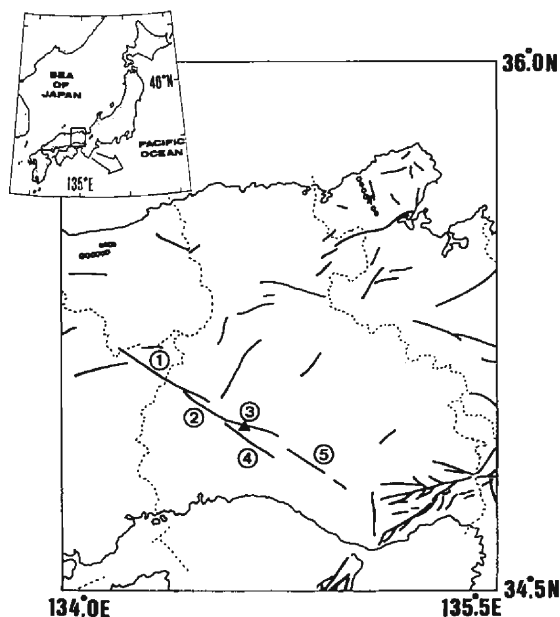 SEA
OF
JAPAN
40°N
PACIFIC
OCEAN
135°E
36.0N
①
②
③
④
⑤
34.5N
134.0E
135.5E